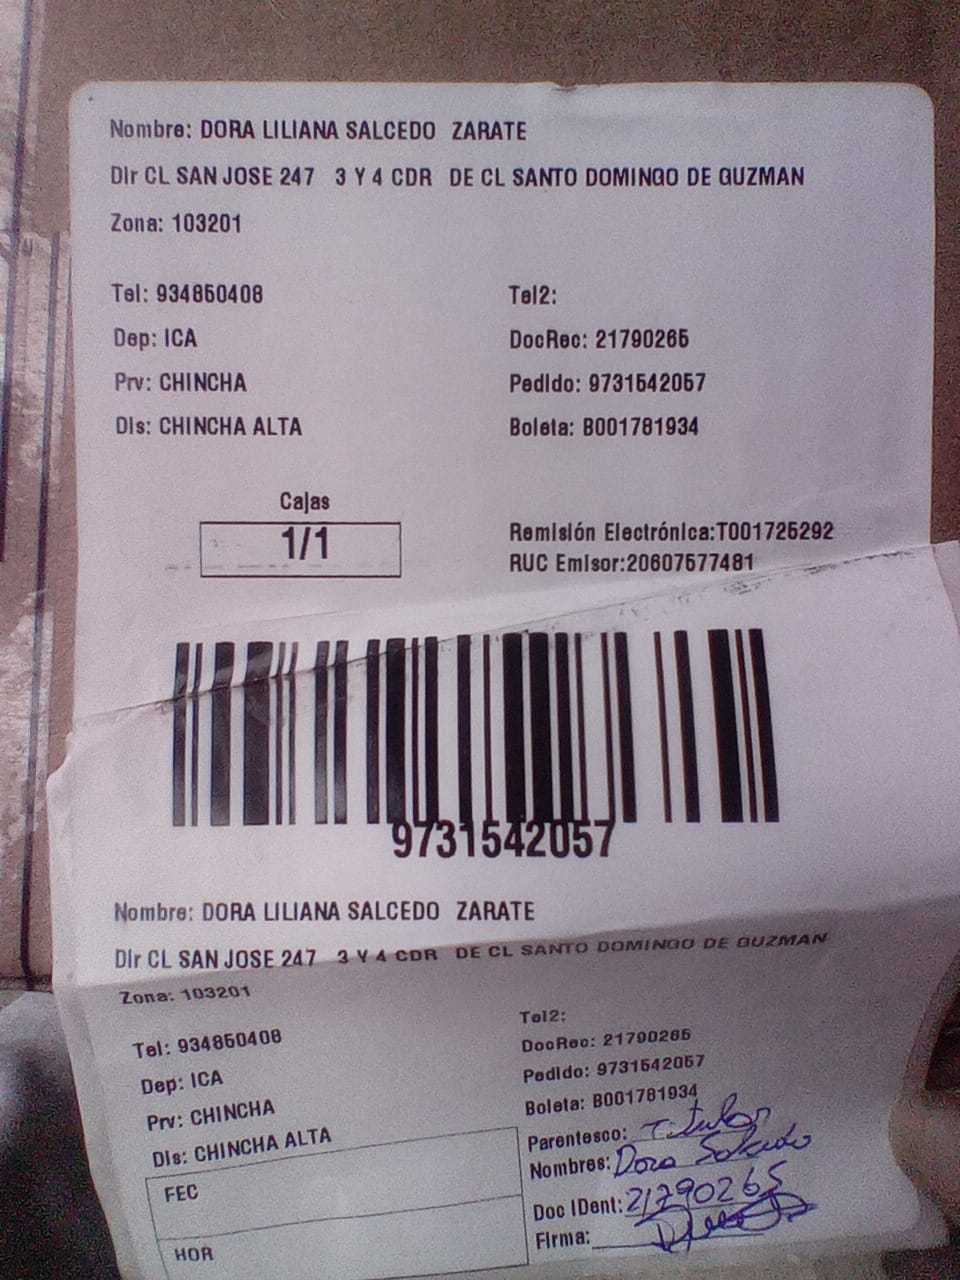 Nombre: DORA LILIANA SALCEDO ZARATE
Dir CL SAN JOSE 247 3 Y 4 CDR DE CL SANTO DOMINGO DE GUZMAN
Zona: 103201
Tel: 934850408 Tel2:
Dep: ICA DocRec: 21790265
Prv: CHINCHA Pedido: 9731542057
Dis: CHINCHA ALTA Boleta: B001781934
Cajas
1/1
Remisión Electrónica:T001725292
RUC Emisor:20607577481
9731542057
Nombre: DORA LILIANA SALCEDO ZARATE
Dir CL SAN JOSE 247 3 Y 4 CDR DE CL SANTO DOMINGO DE GUZMAN
Zona: 103201
Tel2:
Tel: 934850408 DocRec: 21790265
Dep: ICA Pedido: 9731542057
Prv: CHINCHA Boleta: B001781934
Dis: CHINCHA ALTA Parentesco: Titular
Nombres: Dora Salcedo
FEC Doc IDent: 21790265
HOR Firma: